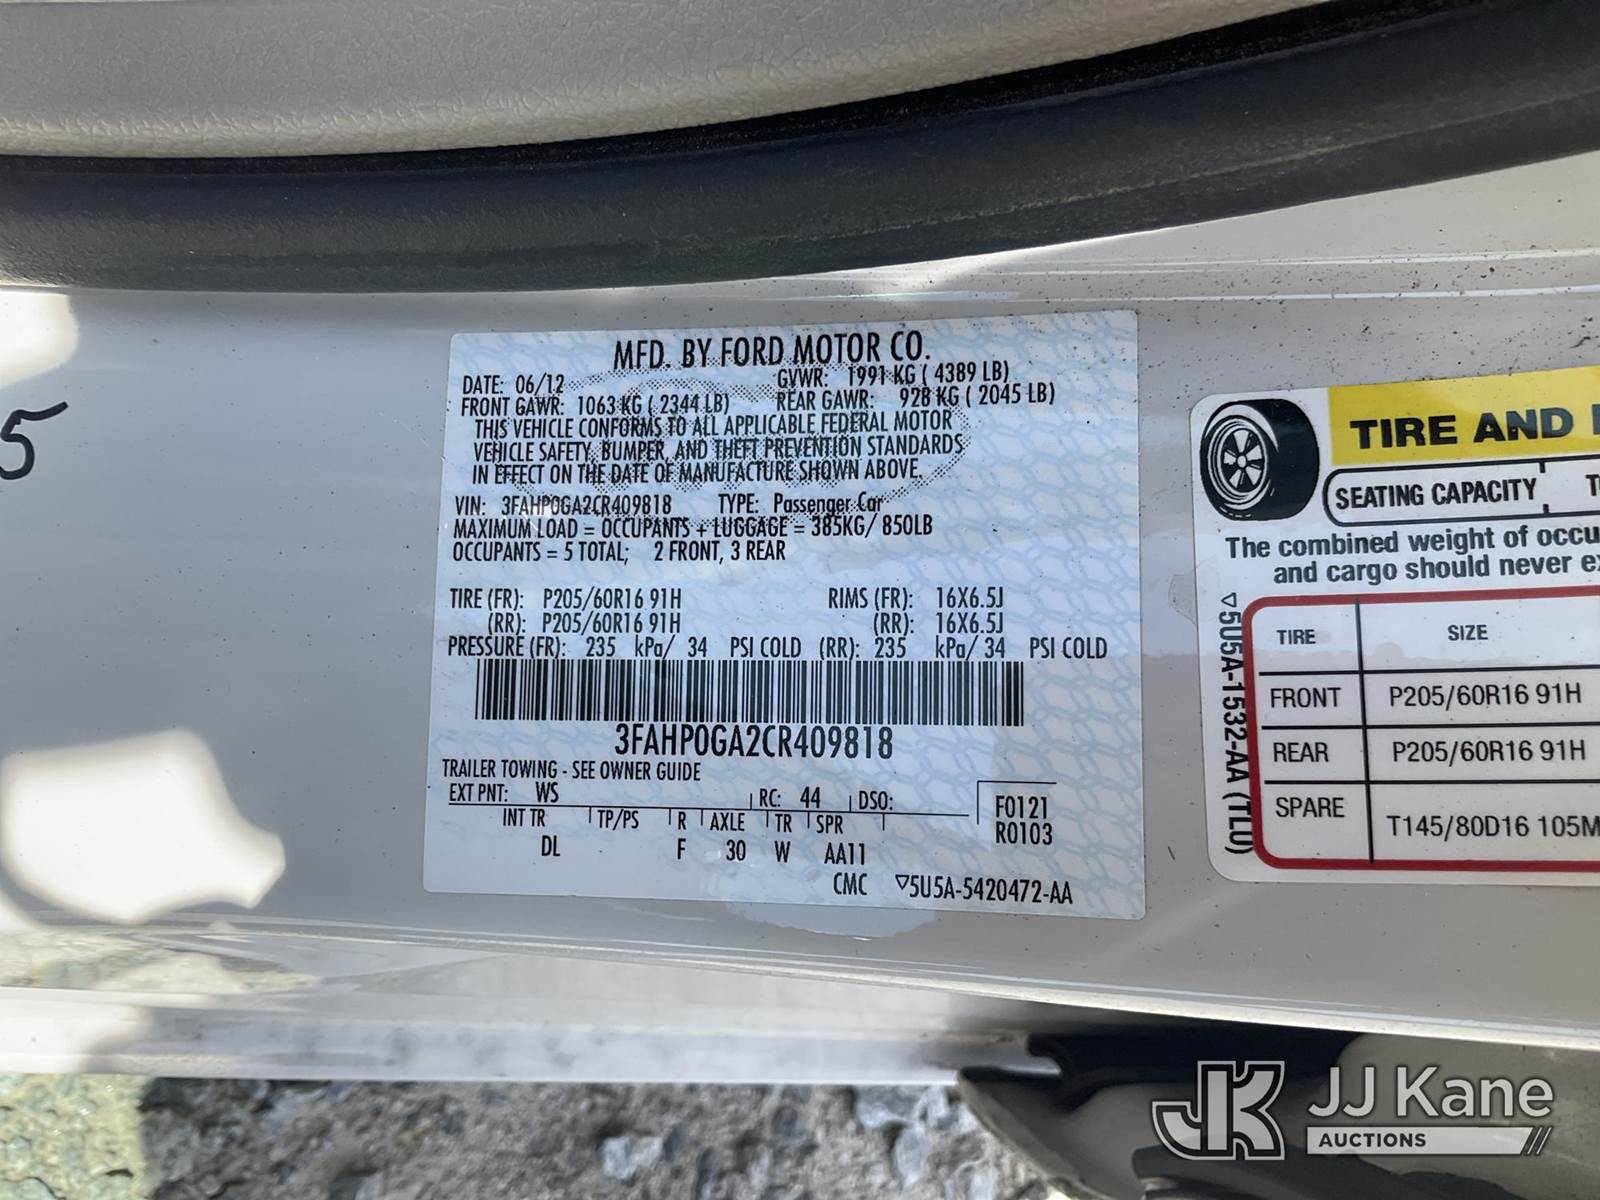 5
MFD. BY FORD MOTOR CO.
DATE: 06/12 GVWR: 1991 KG ( 4389 LB)
FRONT GAWR: 1063 KG ( 2344 LB) REAR GAWR: 928 KG ( 2045 LB)
THIS VEHICLE CONFORMS TO ALL APPLICABLE FEDERAL MOTOR
VEHICLE SAFETY, BUMPER, AND THEFT PREVENTION STANDARDS
IN EFFECT ON THE DATE OF MANUFACTURE SHOWN ABOVE.
VIN: 3FAHP0GA2CR409818 TYPE: Passenger Car
MAXIMUM LOAD = OCCUPANTS + LUGGAGE = 385KG/ 850LB
OCCUPANTS = 5 TOTAL; 2 FRONT, 3 REAR
TIRE (FR): P205/60R16 91H RIMS (FR): 16X6.5J
(RR): P205/60R16 91H (RR): 16X6.5J
PRESSURE (FR): 235 kPa/ 34 PSI COLD (RR): 235 kPa/ 34 PSI COLD
3FAHP0GA2CR409818
TRAILER TOWING - SEE OWNER GUIDE
EXT PNT: WS RC: 44 DSO:
INT TR TP/PS R AXLE TR SPR
DL F 30 W AA11
F0121
R0103
CMC ▽5U5A-5420472-AA
TIRE AND
SEATING CAPACITY
The combined weight of occu
and cargo should never ex
▽5U5A-1532-AA (TLU)
TIRE SIZE
FRONT P205/60R16 91H
REAR P205/60R16 91H
SPARE T145/80D16 105M
JK JJ Kane
AUCTIONS